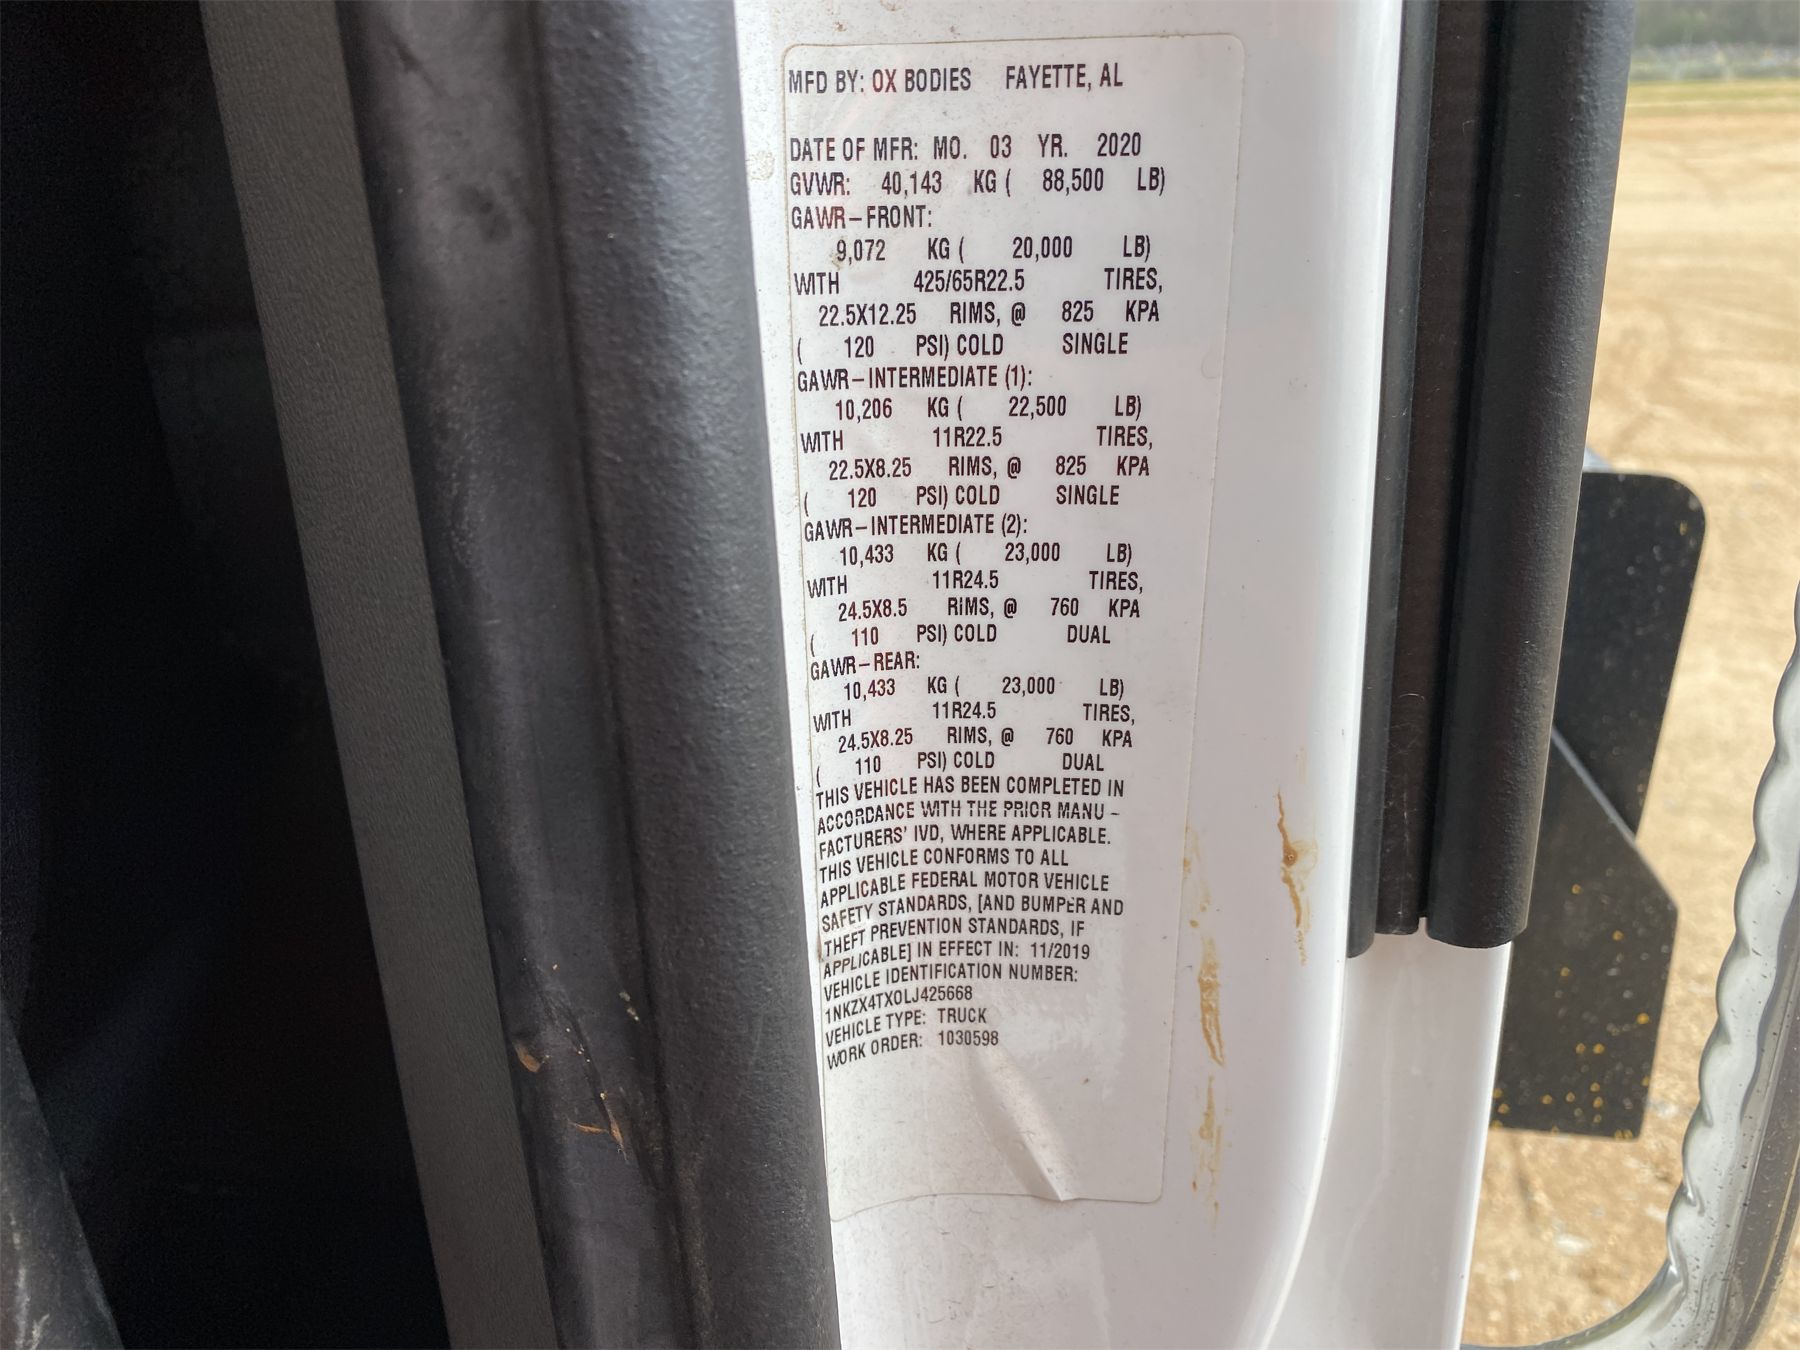 MFD BY: OX BODIES FAYETTE, AL
DATE OF MFR: MO. 03 YR. 2020
GVWR: 40,143 KG ( 88,500 LB)
GAWR-FRONT:
9,072 KG ( 20,000 LB)
WITH 425/65R22.5 TIRES,
22.5X12.25 RIMS, @ 825 KPA
( 120 PSI) COLD SINGLE
GAWR-INTERMEDIATE (1):
10,206 KG ( 22,500 LB)
WITH 11R22.5 TIRES,
22.5X8.25 RIMS, @ 825 KPA
( 120 PSI) COLD SINGLE
GAWR-INTERMEDIATE (2):
10,433 KG ( 23,000 LB)
WITH 11R24.5 TIRES,
24.5X8.5 RIMS, @ 760 KPA
( 110 PSI) COLD DUAL
GAWR-REAR:
10,433 KG ( 23,000 LB)
WITH 11R24.5 TIRES,
24.5X8.25 RIMS, @ 760 KPA
( 110 PSI) COLD DUAL
THIS VEHICLE HAS BEEN COMPLETED IN
ACCORDANCE WITH THE PRIOR MANU-
FACTURERS' IVD, WHERE APPLICABLE.
THIS VEHICLE CONFORMS TO ALL
APPLICABLE FEDERAL MOTOR VEHICLE
SAFETY STANDARDS, [AND BUMPER AND
THEFT PREVENTION STANDARDS, IF
APPLICABLE] IN EFFECT IN: 11/2019
VEHICLE IDENTIFICATION NUMBER:
1NKZX4TX0LJ425668
VEHICLE TYPE: TRUCK
WORK ORDER: 1030598